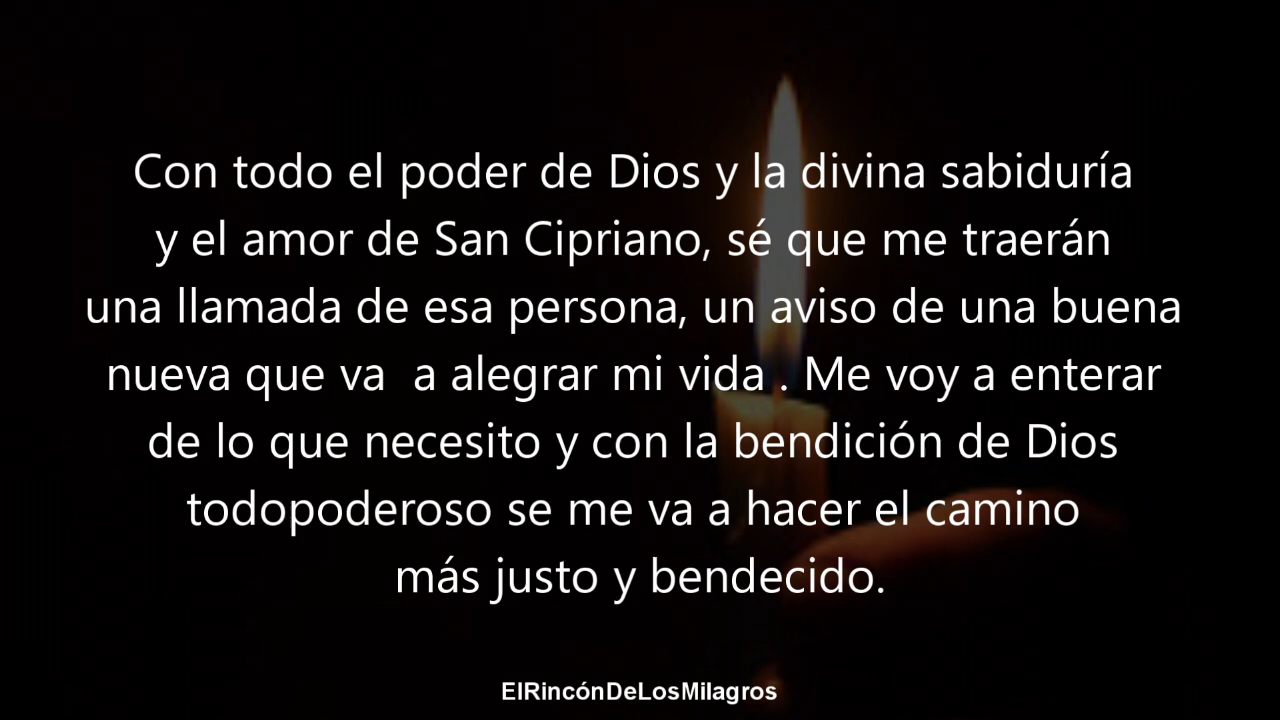 Con todo el poder de Dios y la divina sabiduría
y el amor de San Cipriano, sé que me traerán
una llamada de esa persona, un aviso de una buena
nueva que va  a alegrar mi vida . Me voy a enterar
de lo que necesito y con la bendición de Dios
todopoderoso se me va a hacer el camino
más justo y bendecido.
ElRincónDeLosMilagros